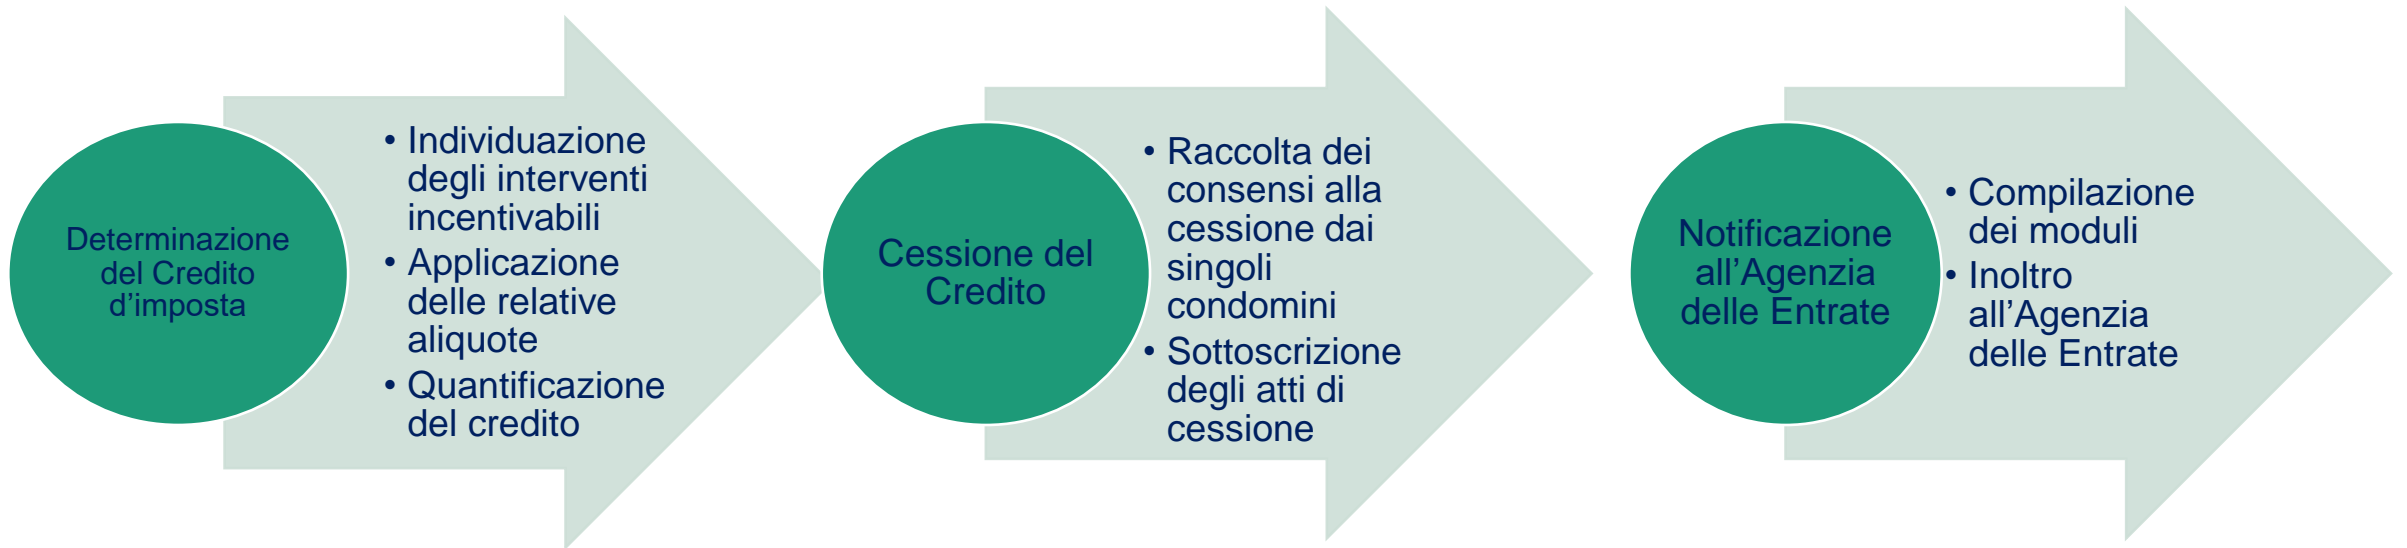 Determinazione
del Credito
d’imposta
• Individuazione
degli interventi
incentivabili
• Applicazione
delle relative
aliquote
• Quantificazione
del credito
Cessione del
Credito
• Raccolta dei
consensi alla
cessione dai
singoli
condomini
• Sottoscrizione
degli atti di
cessione
Notificazione
all’Agenzia
delle Entrate
• Compilazione
dei moduli
• Inoltro
all’Agenzia
delle Entrate